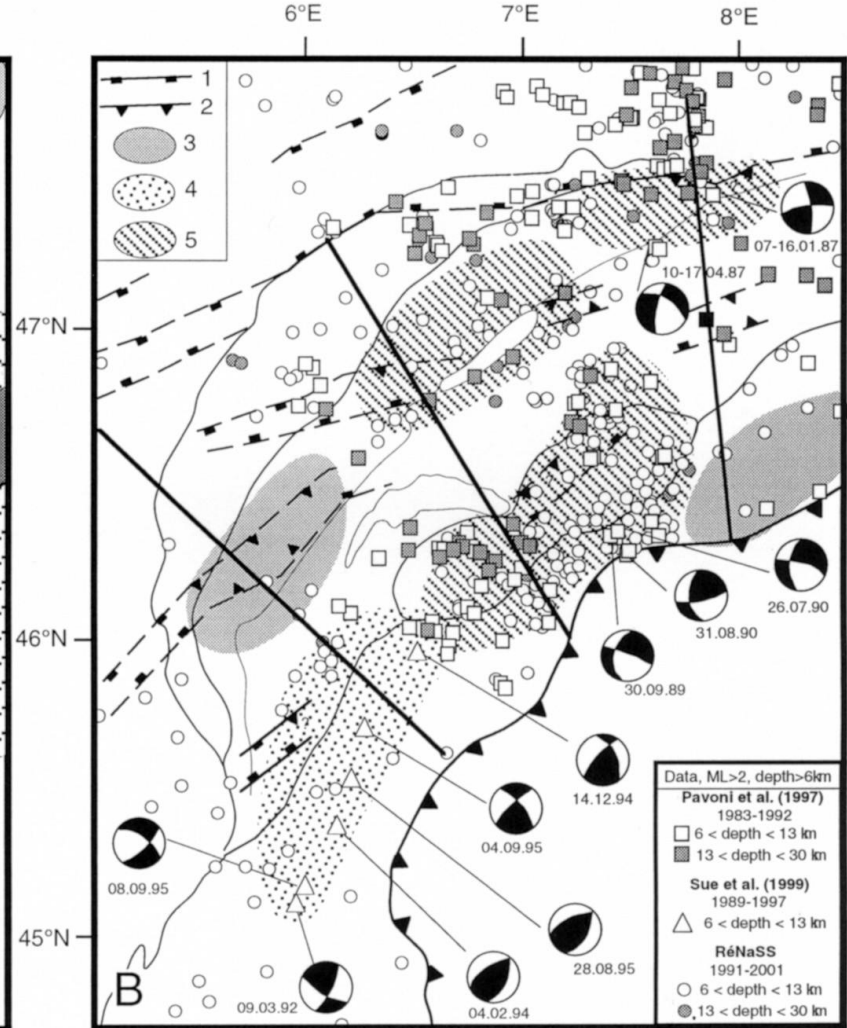 6°E 7°E 8°E
1
2
3
4
5
07-16.01.87
10-17.04.87
47°N
46°N
26.07.90
31.08.90
30.09.89
14.12.94
04.09.95
08.09.95
45°N
28.08.95
04.02.94
09.03.92
B
Data, ML>2, depth>6km
Pavoni et al. (1997)
1983-1992
6 < depth < 13 km
13 < depth < 30 km
Sue et al. (1999)
1989-1997
6 < depth < 13 km
RéNaSS
1991-2001
6 < depth < 13 km
13 < depth < 30 km